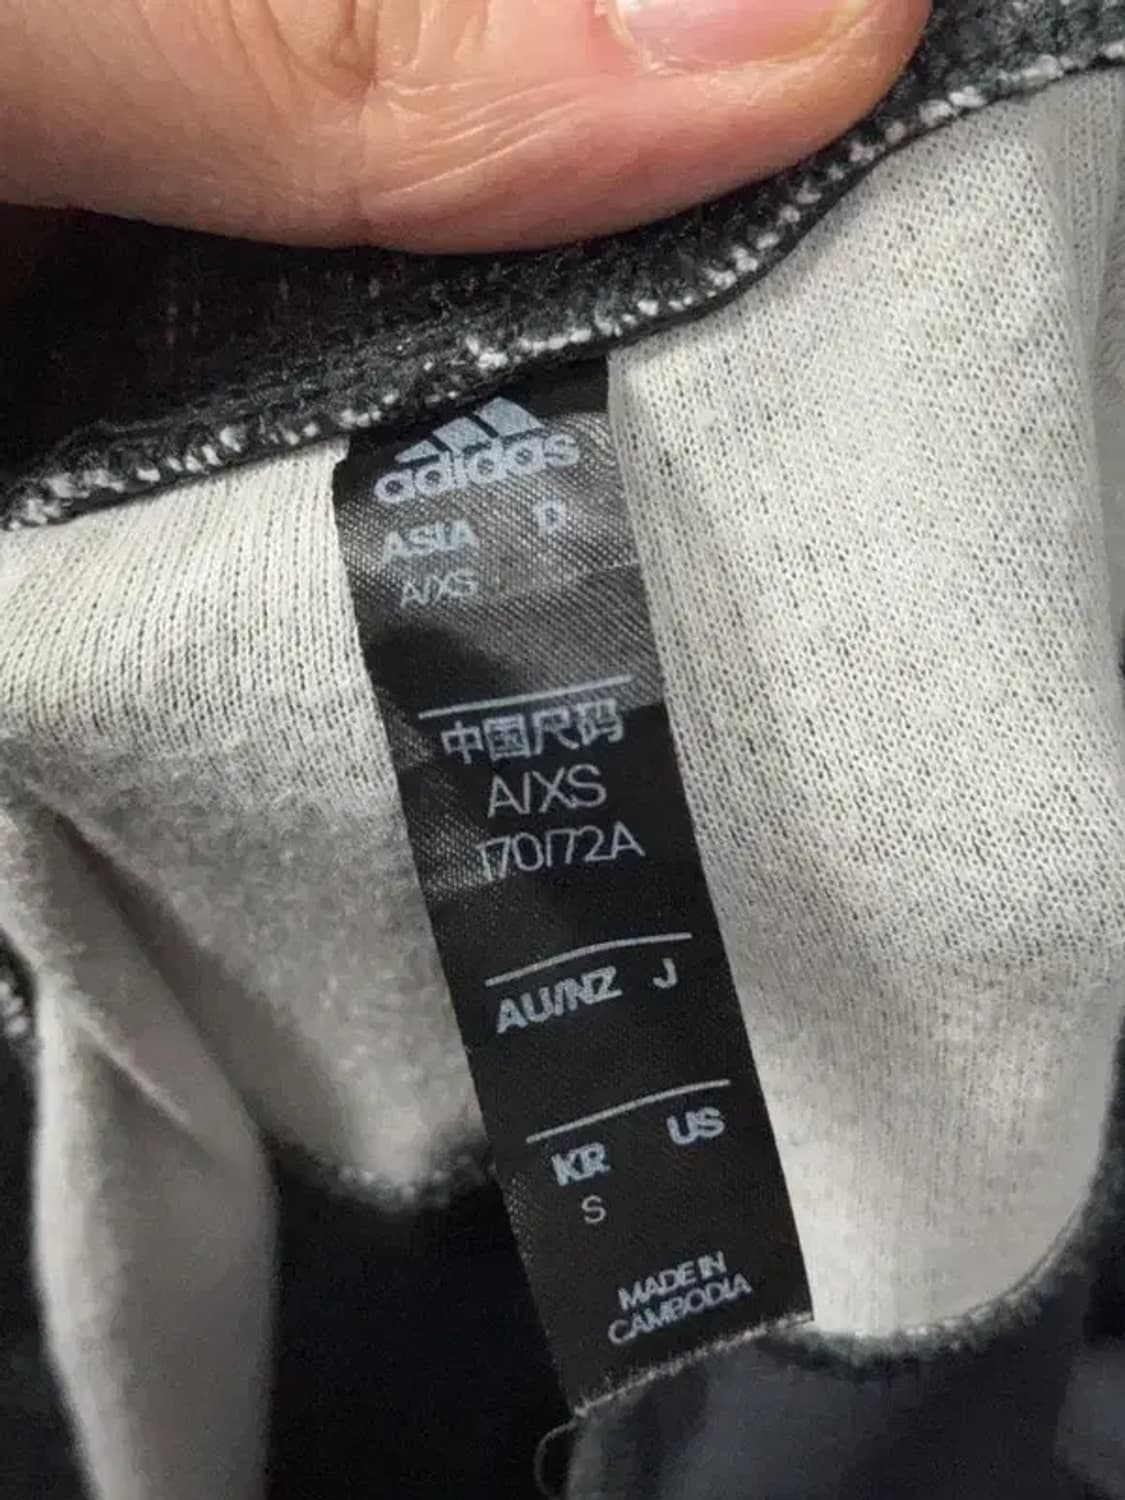 adidas
ASIA D
A/XS
中国尺码
A/XS
170/72A
AU/NZ J
KR US
S
MADE IN
CAMBODIA